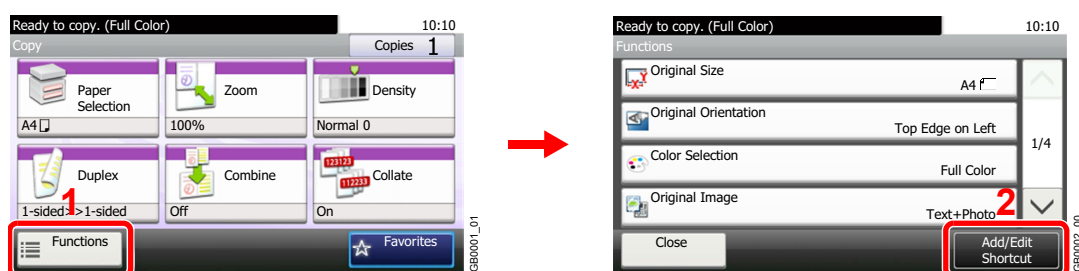 Ready to copy. (Full Color) 10:10
Copy Copies 1
Paper
Selection
A4
Zoom
100%
Density
Normal 0
Duplex
1-sided>>1-sided
Combine
Off
123123
112233
Collate
On
1
Functions
Favorites
GB0001_01
Ready to copy. (Full Color) 10:10
Functions
Original Size
A4
Original Orientation
Top Edge on Left
1/4
Color Selection
Full Color
Original Image
Text+Photo
2
Close
Add/Edit
Shortcut
GB0002_00